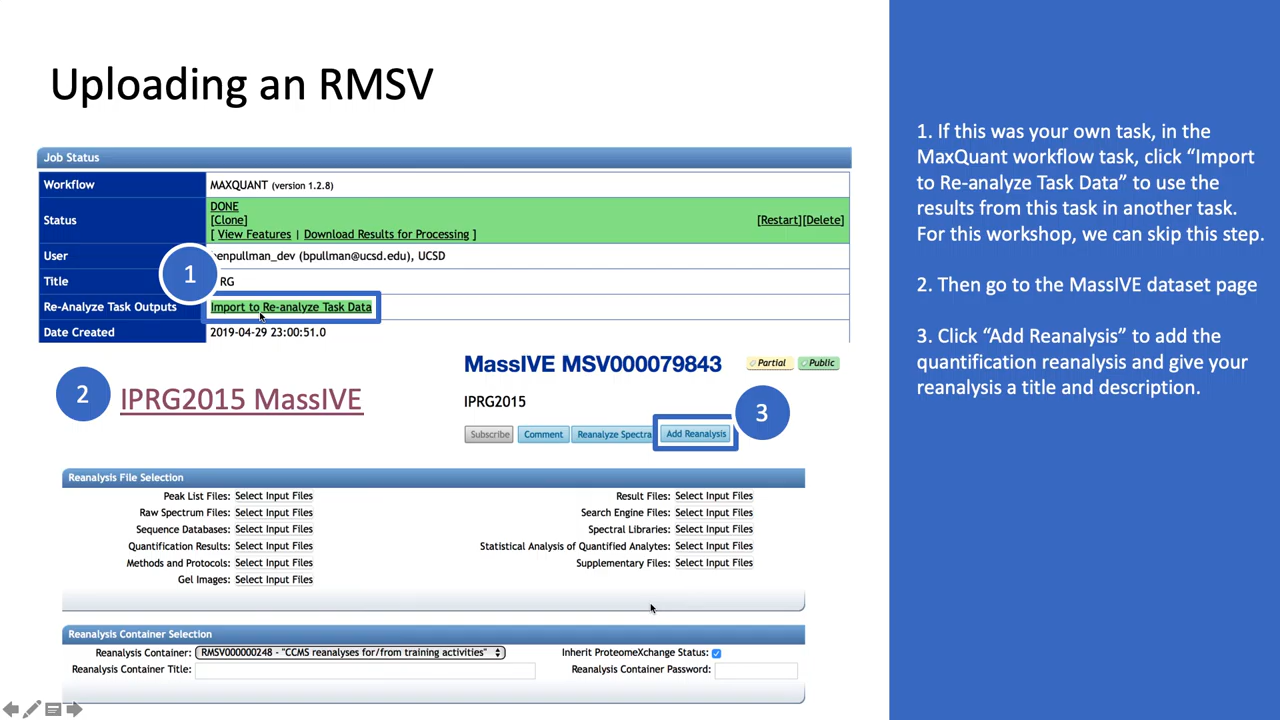 Uploading an RMSV
Job Status
Workflow MAXQUANT (version 1.2.8)
Status DONE
[Clone] [Restart][Delete]
[ View Features | Download Results for Processing ]
User enpullman_dev (bpullman@ucsd.edu), UCSD
1
Title RG
Re-Analyze Task Outputs Import to Re-analyze Task Data
Date Created 2019-04-29 23:00:51.0
2
IPRG2015 MassIVE
MassIVE MSV000079843 Partial Public
IPRG2015
3
Subscribe Comment Reanalyze Spectra Add Reanalysis
Reanalysis File Selection
Peak List Files: Select Input Files Result Files: Select Input Files
Raw Spectrum Files: Select Input Files Search Engine Files: Select Input Files
Sequence Databases: Select Input Files Spectral Libraries: Select Input Files
Quantification Results: Select Input Files Statistical Analysis of Quantified Analytes: Select Input Files
Methods and Protocols: Select Input Files Supplementary Files: Select Input Files
Gel Images: Select Input Files
Reanalysis Container Selection
Reanalysis Container: RMSV000000248 - "CCMS reanalyses for/from training activities" Inherit ProteomeXchange Status:
Reanalysis Container Title: Reanalysis Container Password:
1. If this was your own task, in the
MaxQuant workflow task, click “Import
to Re-analyze Task Data” to use the
results from this task in another task.
For this workshop, we can skip this step.
2. Then go to the MassIVE dataset page
3. Click “Add Reanalysis” to add the
quantification reanalysis and give your
reanalysis a title and description.